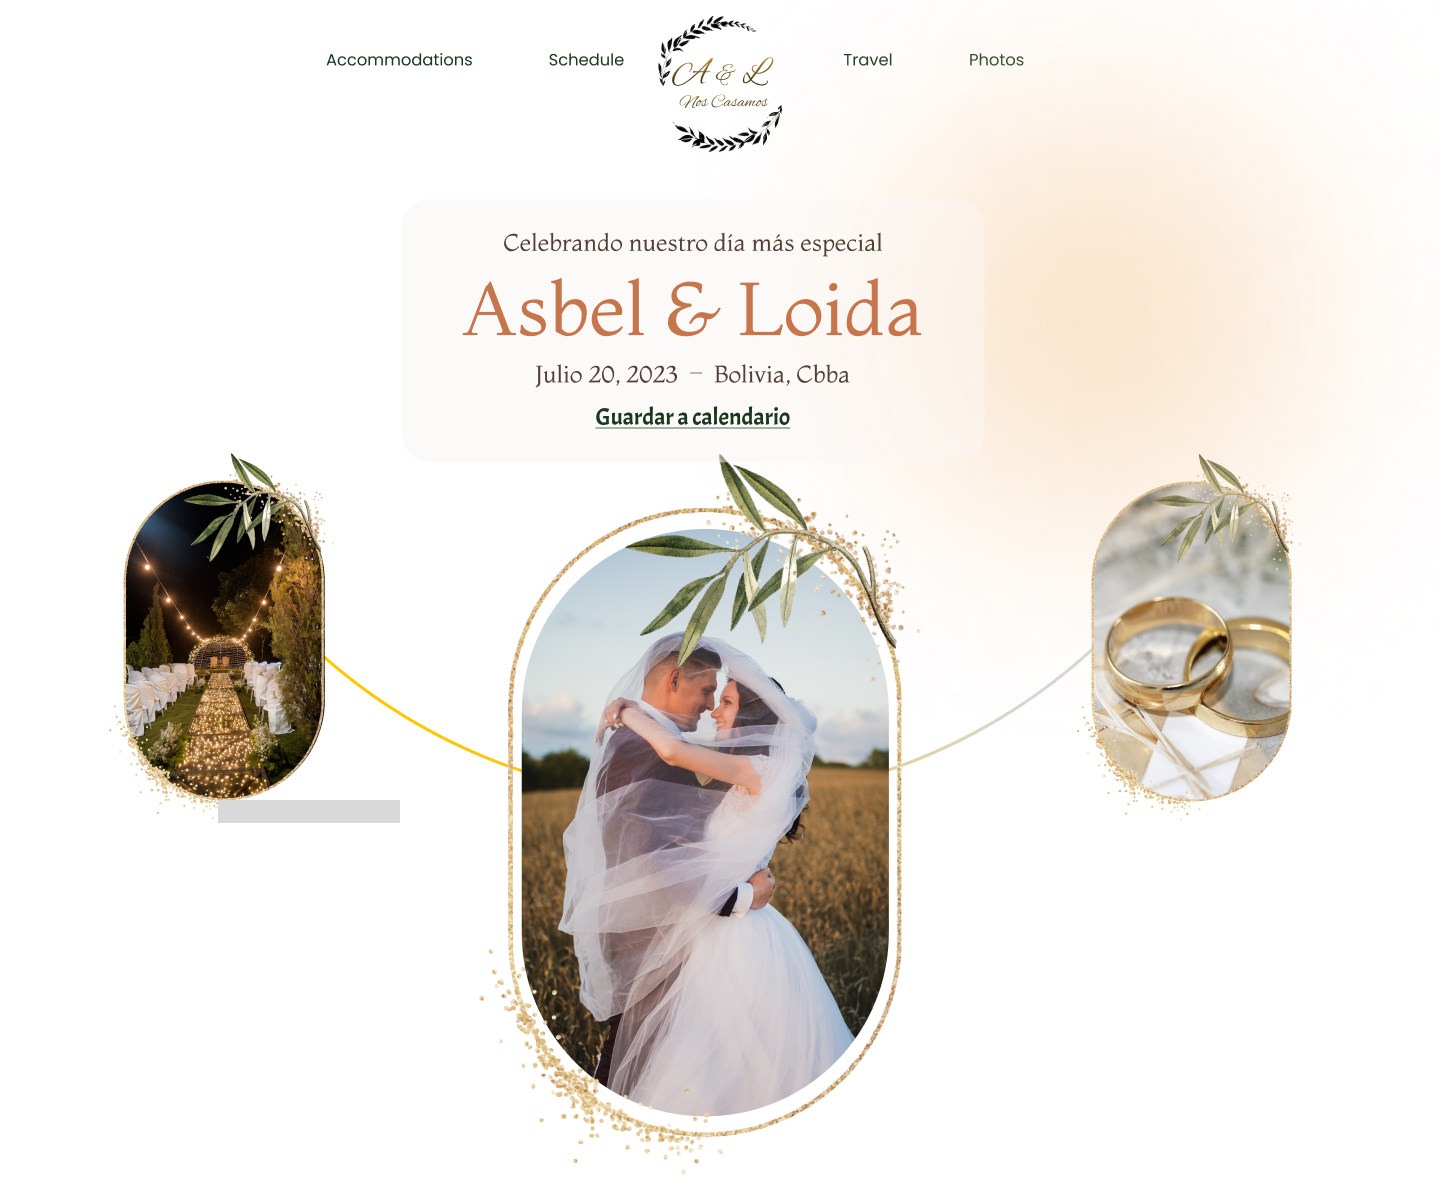 Accommodations
Schedule
A & L
Nos Casamos
Travel
Photos
Celebrando nuestro día más especial
Asbel & Loida
Julio 20, 2023 – Bolivia, Cbba
Guardar a calendario